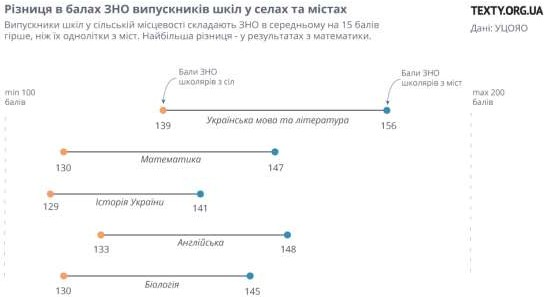 Різниця в балах ЗНО випускників шкіл у селах та містах
TEXTY.ORG.UA
Випускники шкіл у сільскій місцевості складають ЗНО в середньому на 15 балів
гірше, ніж їх однолітки з міст. Найбільша різниця - у результатах з математики.
Дані: УЦОЯО
Бали ЗНО
школярів з сіл
Бали ЗНО
школярів з міст
min 100
балів
max 200
балів
139
Українська мова та література
156
Математика
130
147
Історія України
129
141
Англійська
133
148
Біологія
130
145